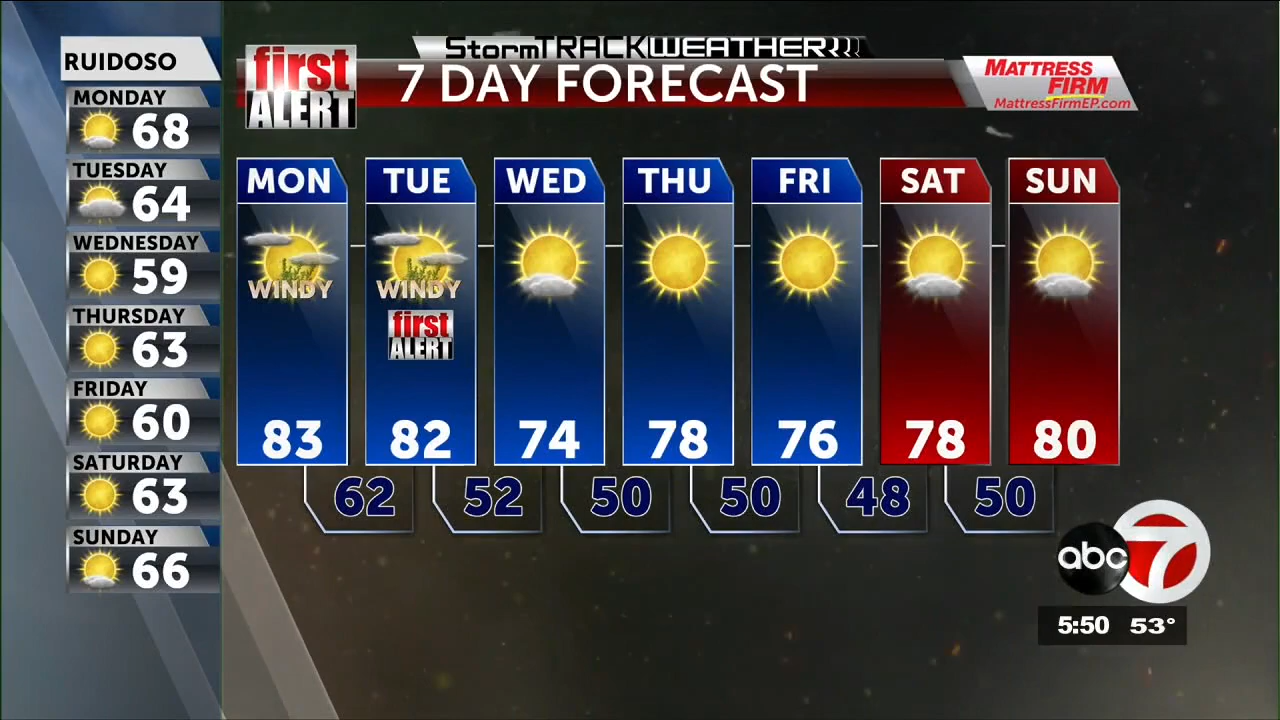 RUIDOSO
MONDAY
68
TUESDAY
64
WEDNESDAY
59
THURSDAY
63
FRIDAY
60
SATURDAY
63
SUNDAY
66
StormTRACK WEATHER
first ALERT
7 DAY FORECAST
MATTRESS FIRM
MattressFirmEP.com
MON TUE WED THU FRI SAT SUN
WINDY WINDY
first ALERT
83 82 74 78 76 78 80
62 52 50 50 48 50
abc 7
5:50 53°